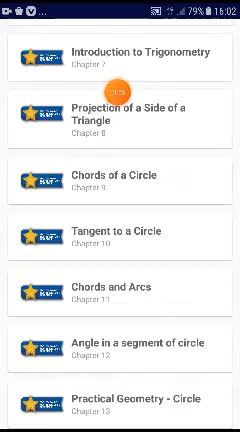 79% 16:02
Introduction to Trigonometry
Chapter 7
Projection of a Side of a
Triangle
Chapter 8
Chords of a Circle
Chapter 9
Tangent to a Circle
Chapter 10
Chords and Arcs
Chapter 11
Angle in a segment of circle
Chapter 12
Practical Geometry - Circle
Chapter 13